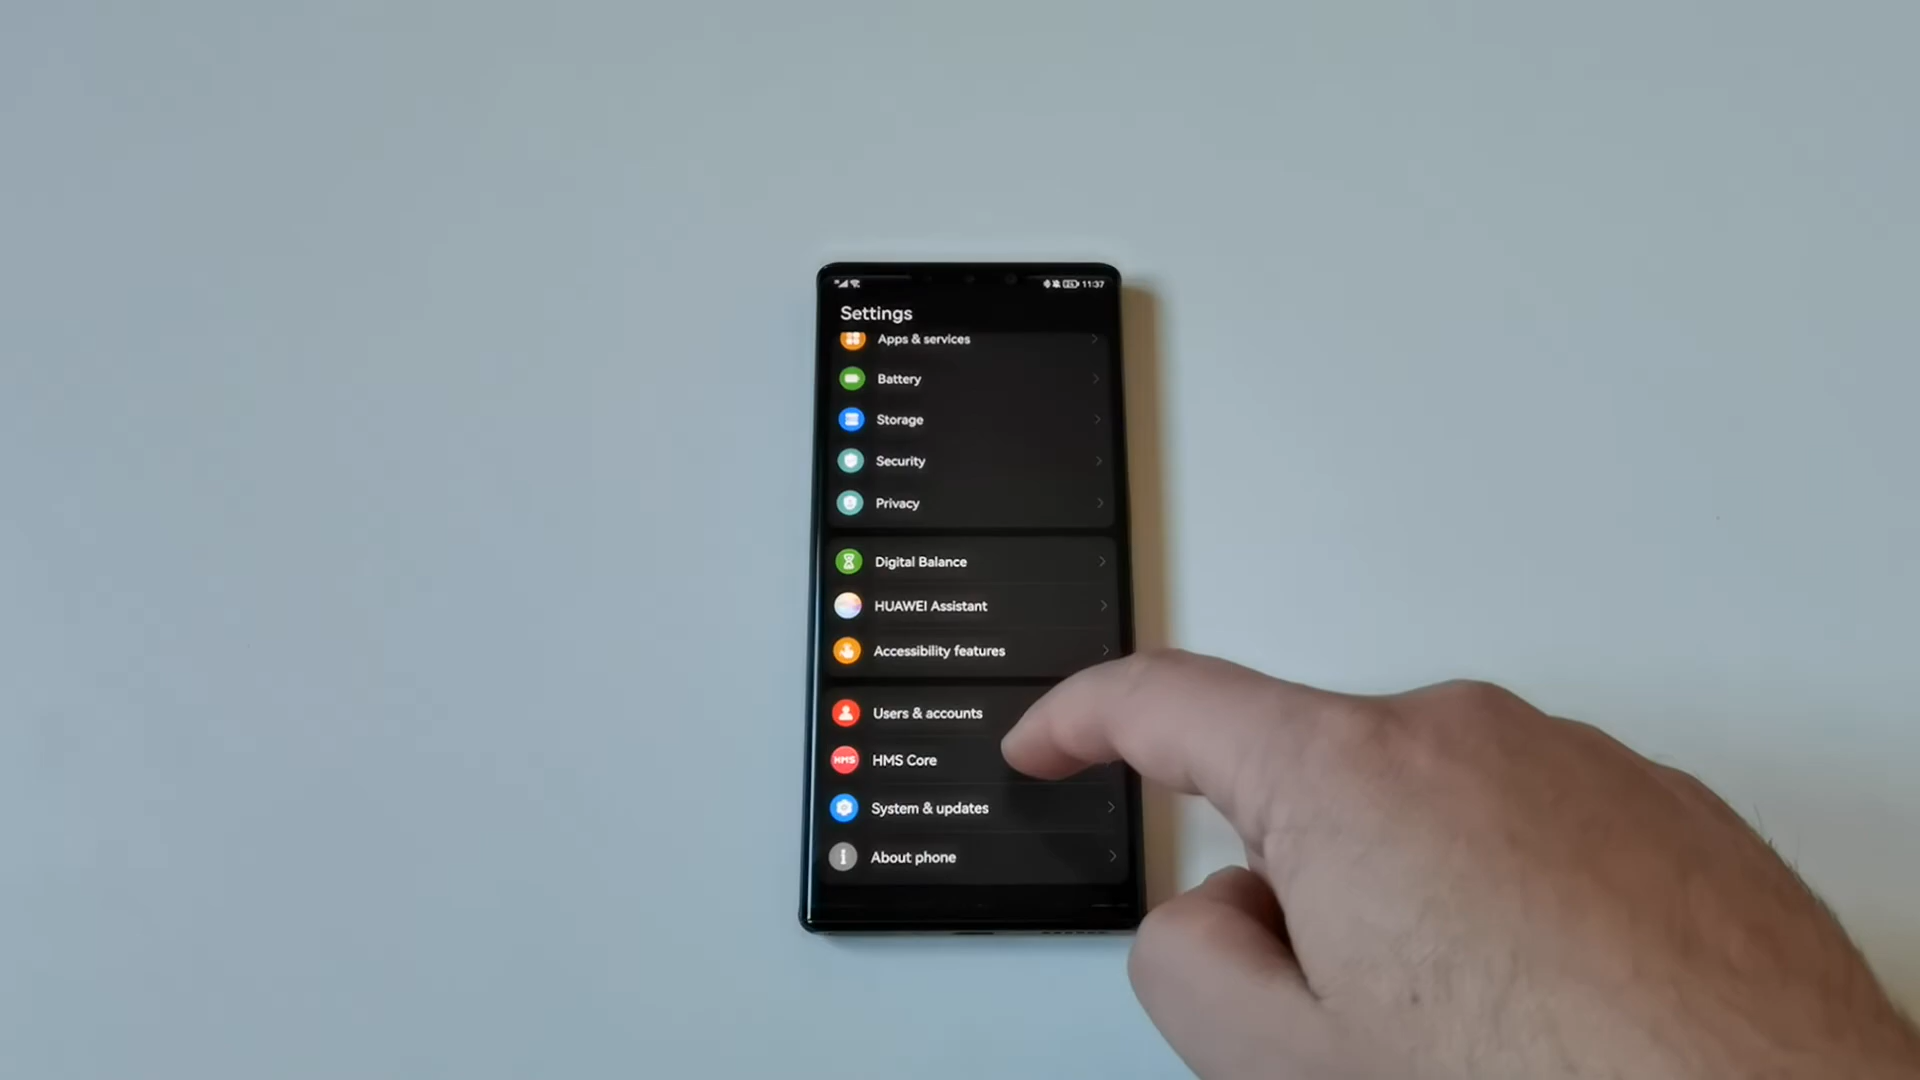 11:37
Settings
Apps & services
Battery
Storage
Security
Privacy
Digital Balance
HUAWEI Assistant
Accessibility features
Users & accounts
HMS HMS Core
System & updates
About phone